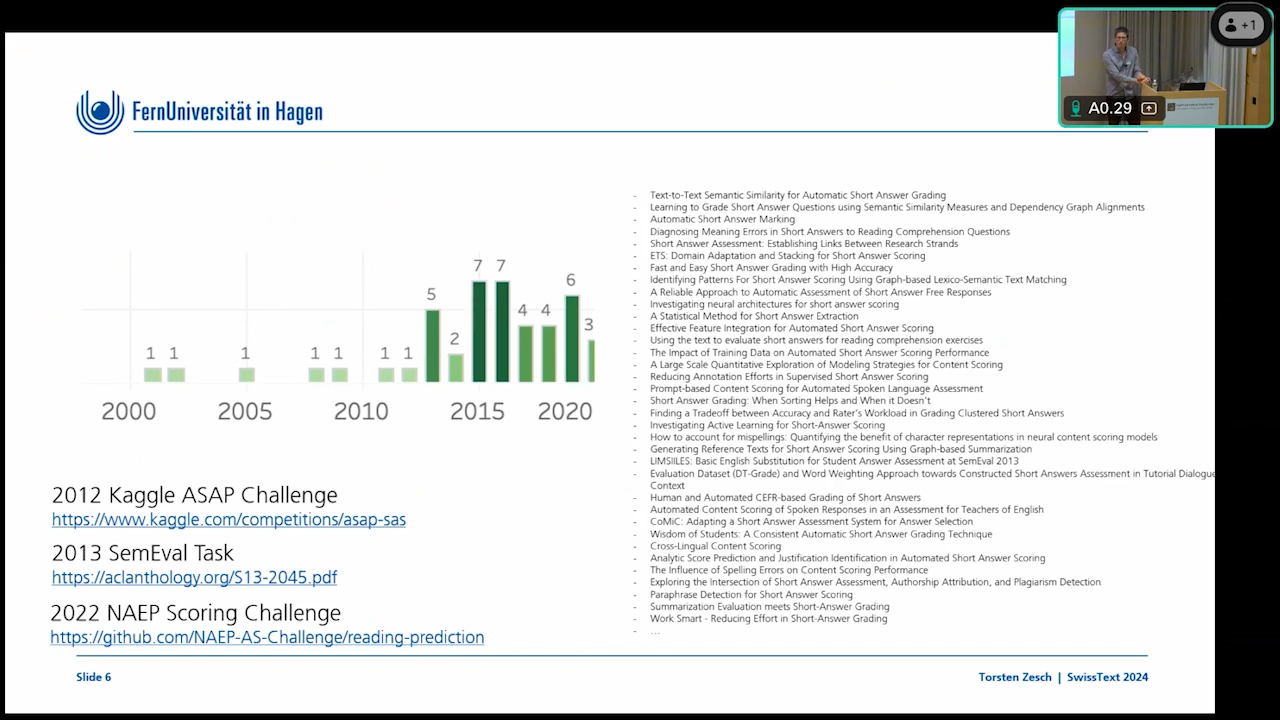 +1
A0.29
FernUniversität in Hagen
5
2
7
7
4
4
6
3
1
1
1
1
1
1
1
2000
2005
2010
2015
2020
2012 Kaggle ASAP Challenge
https://www.kaggle.com/competitions/asap-sas
2013 SemEval Task
https://aclanthology.org/S13-2045.pdf
2022 NAEP Scoring Challenge
https://github.com/NAEP-AS-Challenge/reading-prediction
- Text-to-Text Semantic Similarity for Automatic Short Answer Grading
- Learning to Grade Short Answer Questions using Semantic Similarity Measures and Dependency Graph Alignments
- Automatic Short Answer Marking
- Diagnosing Meaning Errors in Short Answers to Reading Comprehension Questions
- Short Answer Assessment: Establishing Links Between Research Strands
- ETS: Domain Adaptation and Stacking for Short Answer Scoring
- Fast and Easy Short Answer Grading with High Accuracy
- Identifying Patterns For Short Answer Scoring Using Graph-based Lexico-Semantic Text Matching
- A Reliable Approach to Automatic Assessment of Short Answer Free Responses
- Investigating neural architectures for short answer scoring
- A Statistical Method for Short Answer Extraction
- Effective Feature Integration for Automated Short Answer Scoring
- Using the text to evaluate short answers for reading comprehension exercises
- The Impact of Training Data on Automated Short Answer Scoring Performance
- A Large Scale Quantitative Exploration of Modeling Strategies for Content Scoring
- Reducing Annotation Efforts in Supervised Short Answer Scoring
- Prompt-based Content Scoring for Automated Spoken Language Assessment
- Short Answer Grading: When Sorting Helps and When it Doesn't
- Finding a Tradeoff between Accuracy and Rater's Workload in Grading Clustered Short Answers
- Investigating Active Learning for Short-Answer Scoring
- How to account for mispellings: Quantifying the benefit of character representations in neural content scoring models
- Generating Reference Texts for Short Answer Scoring Using Graph-based Summarization
- LIMSIILES: Basic English Substitution for Student Answer Assessment at SemEval 2013
- Evaluation Dataset (DT-Grade) and Word Weighting Approach towards Constructed Short Answers Assessment in Tutorial Dialogue
Context
- Human and Automated CEFR-based Grading of Short Answers
- Automated Content Scoring of Spoken Responses in an Assessment for Teachers of English
- CoMiC: Adapting a Short Answer Assessment System for Answer Selection
- Wisdom of Students: A Consistent Automatic Short Answer Grading Technique
- Cross-Lingual Content Scoring
- Analytic Score Prediction and Justification Identification in Automated Short Answer Scoring
- The Influence of Spelling Errors on Content Scoring Performance
- Exploring the Intersection of Short Answer Assessment, Authorship Attribution, and Plagiarism Detection
- Paraphrase Detection for Short Answer Scoring
- Summarization Evaluation meets Short-Answer Grading
- Work Smart - Reducing Effort in Short-Answer Grading
- ...
Slide 6
Torsten Zesch | SwissText 2024